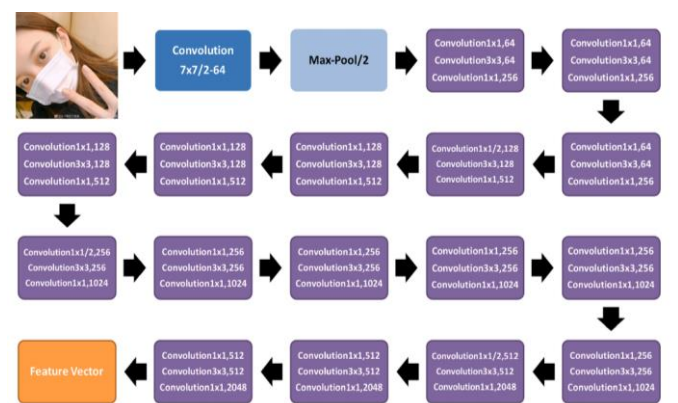 Convolution
7x7/2-64
Max-Pool/2
Convolution1x1,64
Convolution3x3,64
Convolution1x1,256
Convolution1x1,64
Convolution3x3,64
Convolution1x1,256
Convolution1x1,128
Convolution3x3,128
Convolution1x1,512
Convolution1x1,128
Convolution3x3,128
Convolution1x1,512
Convolution1x1,128
Convolution3x3,128
Convolution1x1,512
Convolution1x1/2,128
Convolution3x3,128
Convolution1x1,512
Convolution1x1,64
Convolution3x3,64
Convolution1x1,256
Convolution1x1/2,256
Convolution3x3,256
Convolution1x1,1024
Convolution1x1,256
Convolution3x3,256
Convolution1x1,1024
Convolution1x1,256
Convolution3x3,256
Convolution1x1,1024
Convolution1x1,256
Convolution3x3,256
Convolution1x1,1024
Convolution1x1,256
Convolution3x3,256
Convolution1x1,1024
Feature Vector
Convolution1x1,512
Convolution3x3,512
Convolution1x1,2048
Convolution1x1,512
Convolution3x3,512
Convolution1x1,2048
Convolution1x1/2,512
Convolution3x3,512
Convolution1x1,2048
Convolution1x1,256
Convolution3x3,256
Convolution1x1,1024